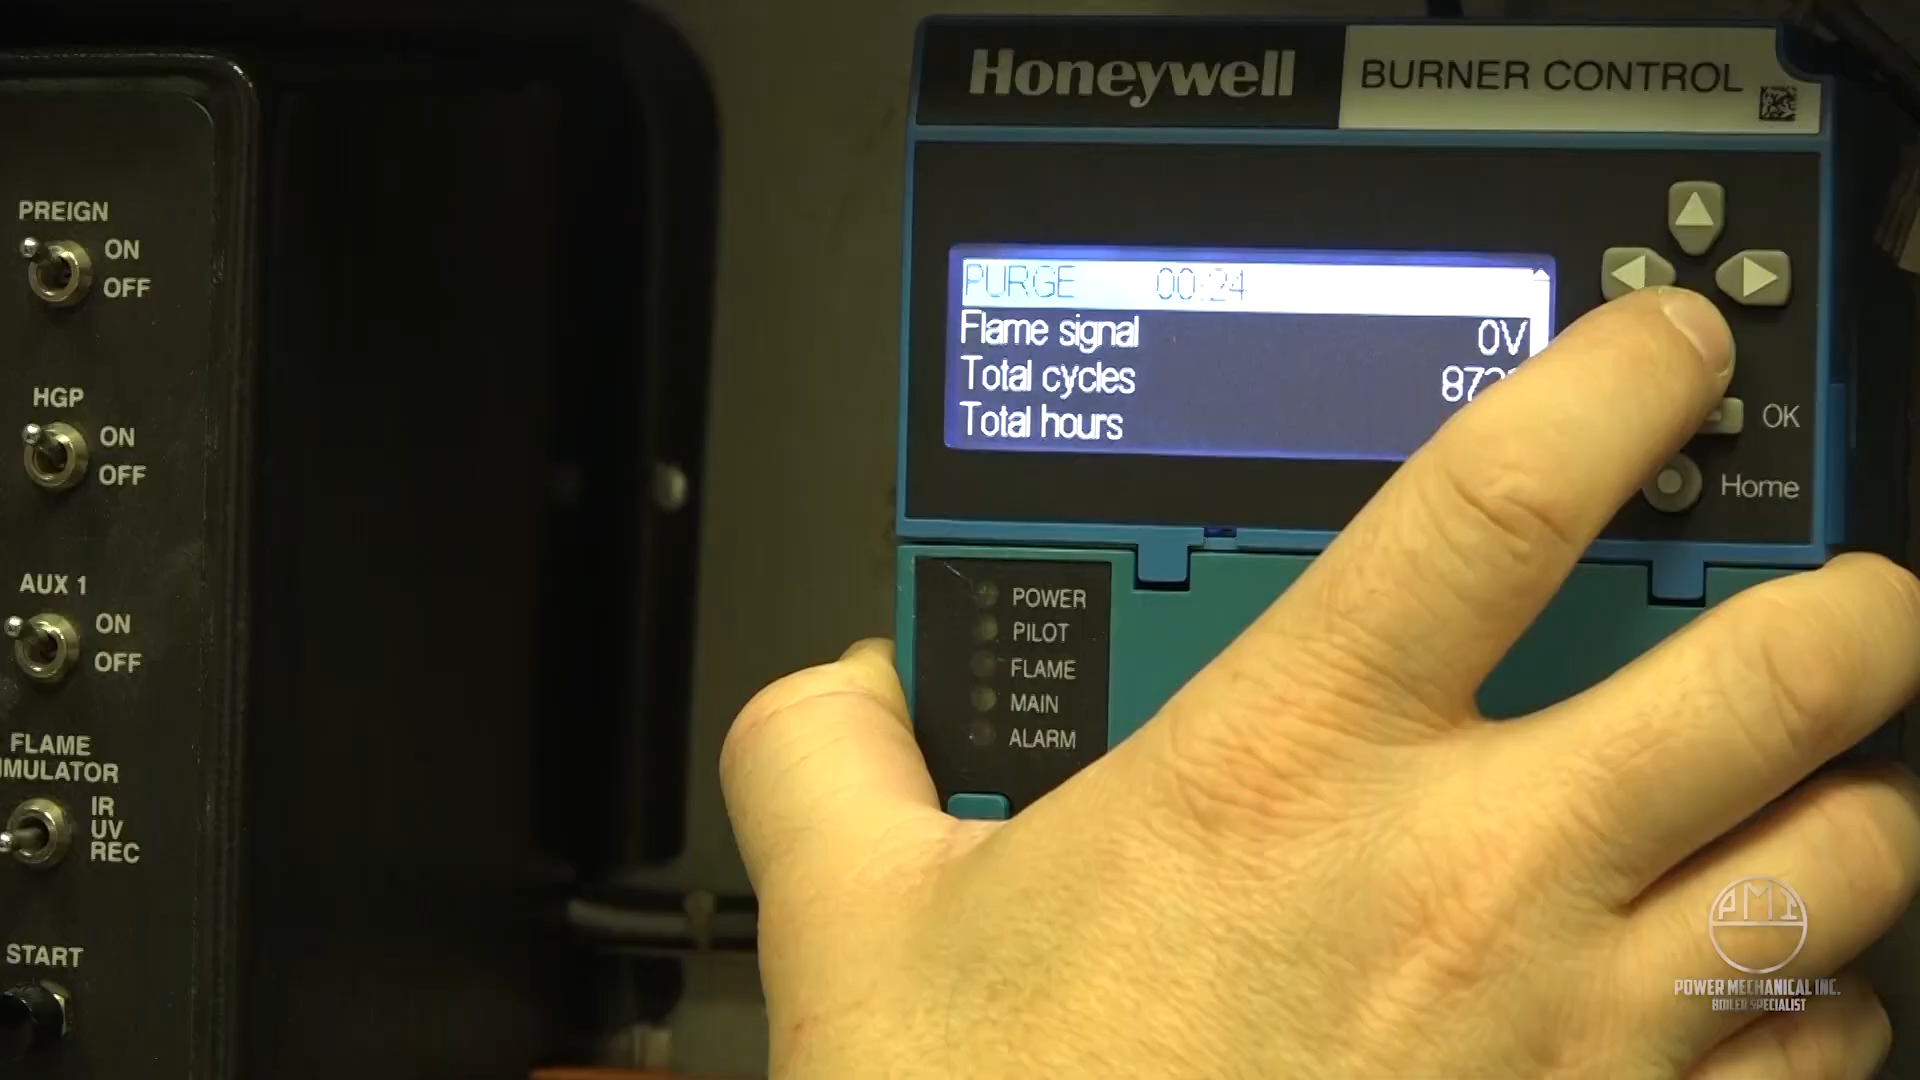 Honeywell
BURNER CONTROL
PREIGN
ON
OFF
HGP
ON
OFF
AUX 1
ON
OFF
FLAME
IMULATOR
IR
UV
REC
START
PURGE 00:24
Flame signal 0V
Total cycles
Total hours
OK
Home
POWER
PILOT
FLAME
MAIN
ALARM
PMI
POWER MECHANICAL INC.
BOILER SPECIALIST